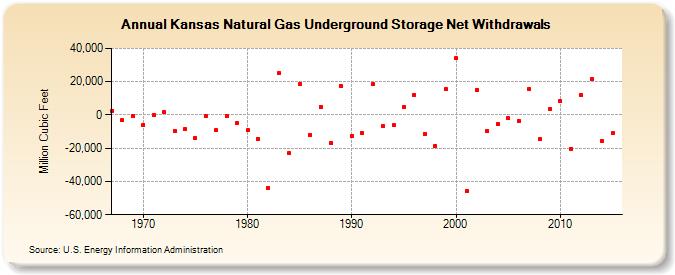 Annual Kansas Natural Gas Underground Storage Net Withdrawals
Million Cubic Feet
40,000
20,000
0
-20,000
-40,000
-60,000
1970 1980 1990 2000 2010
Source: U.S. Energy Information Administration